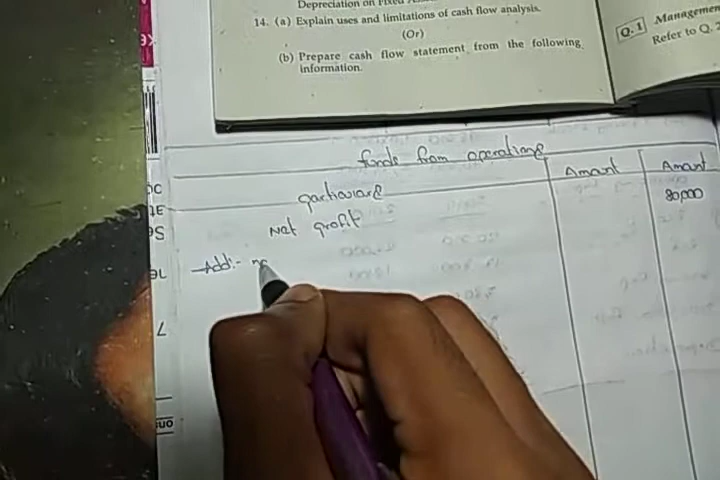 Depreciation on Fixed
14. (a) Explain uses and limitations of cash flow analysis.
(Or)
(b) Prepare cash flow statement from the following
information.
Q. 1 Managemen
Refer to Q. 2
funds from operations
particulars Amount Amount
Net profit 80,000
Add:-